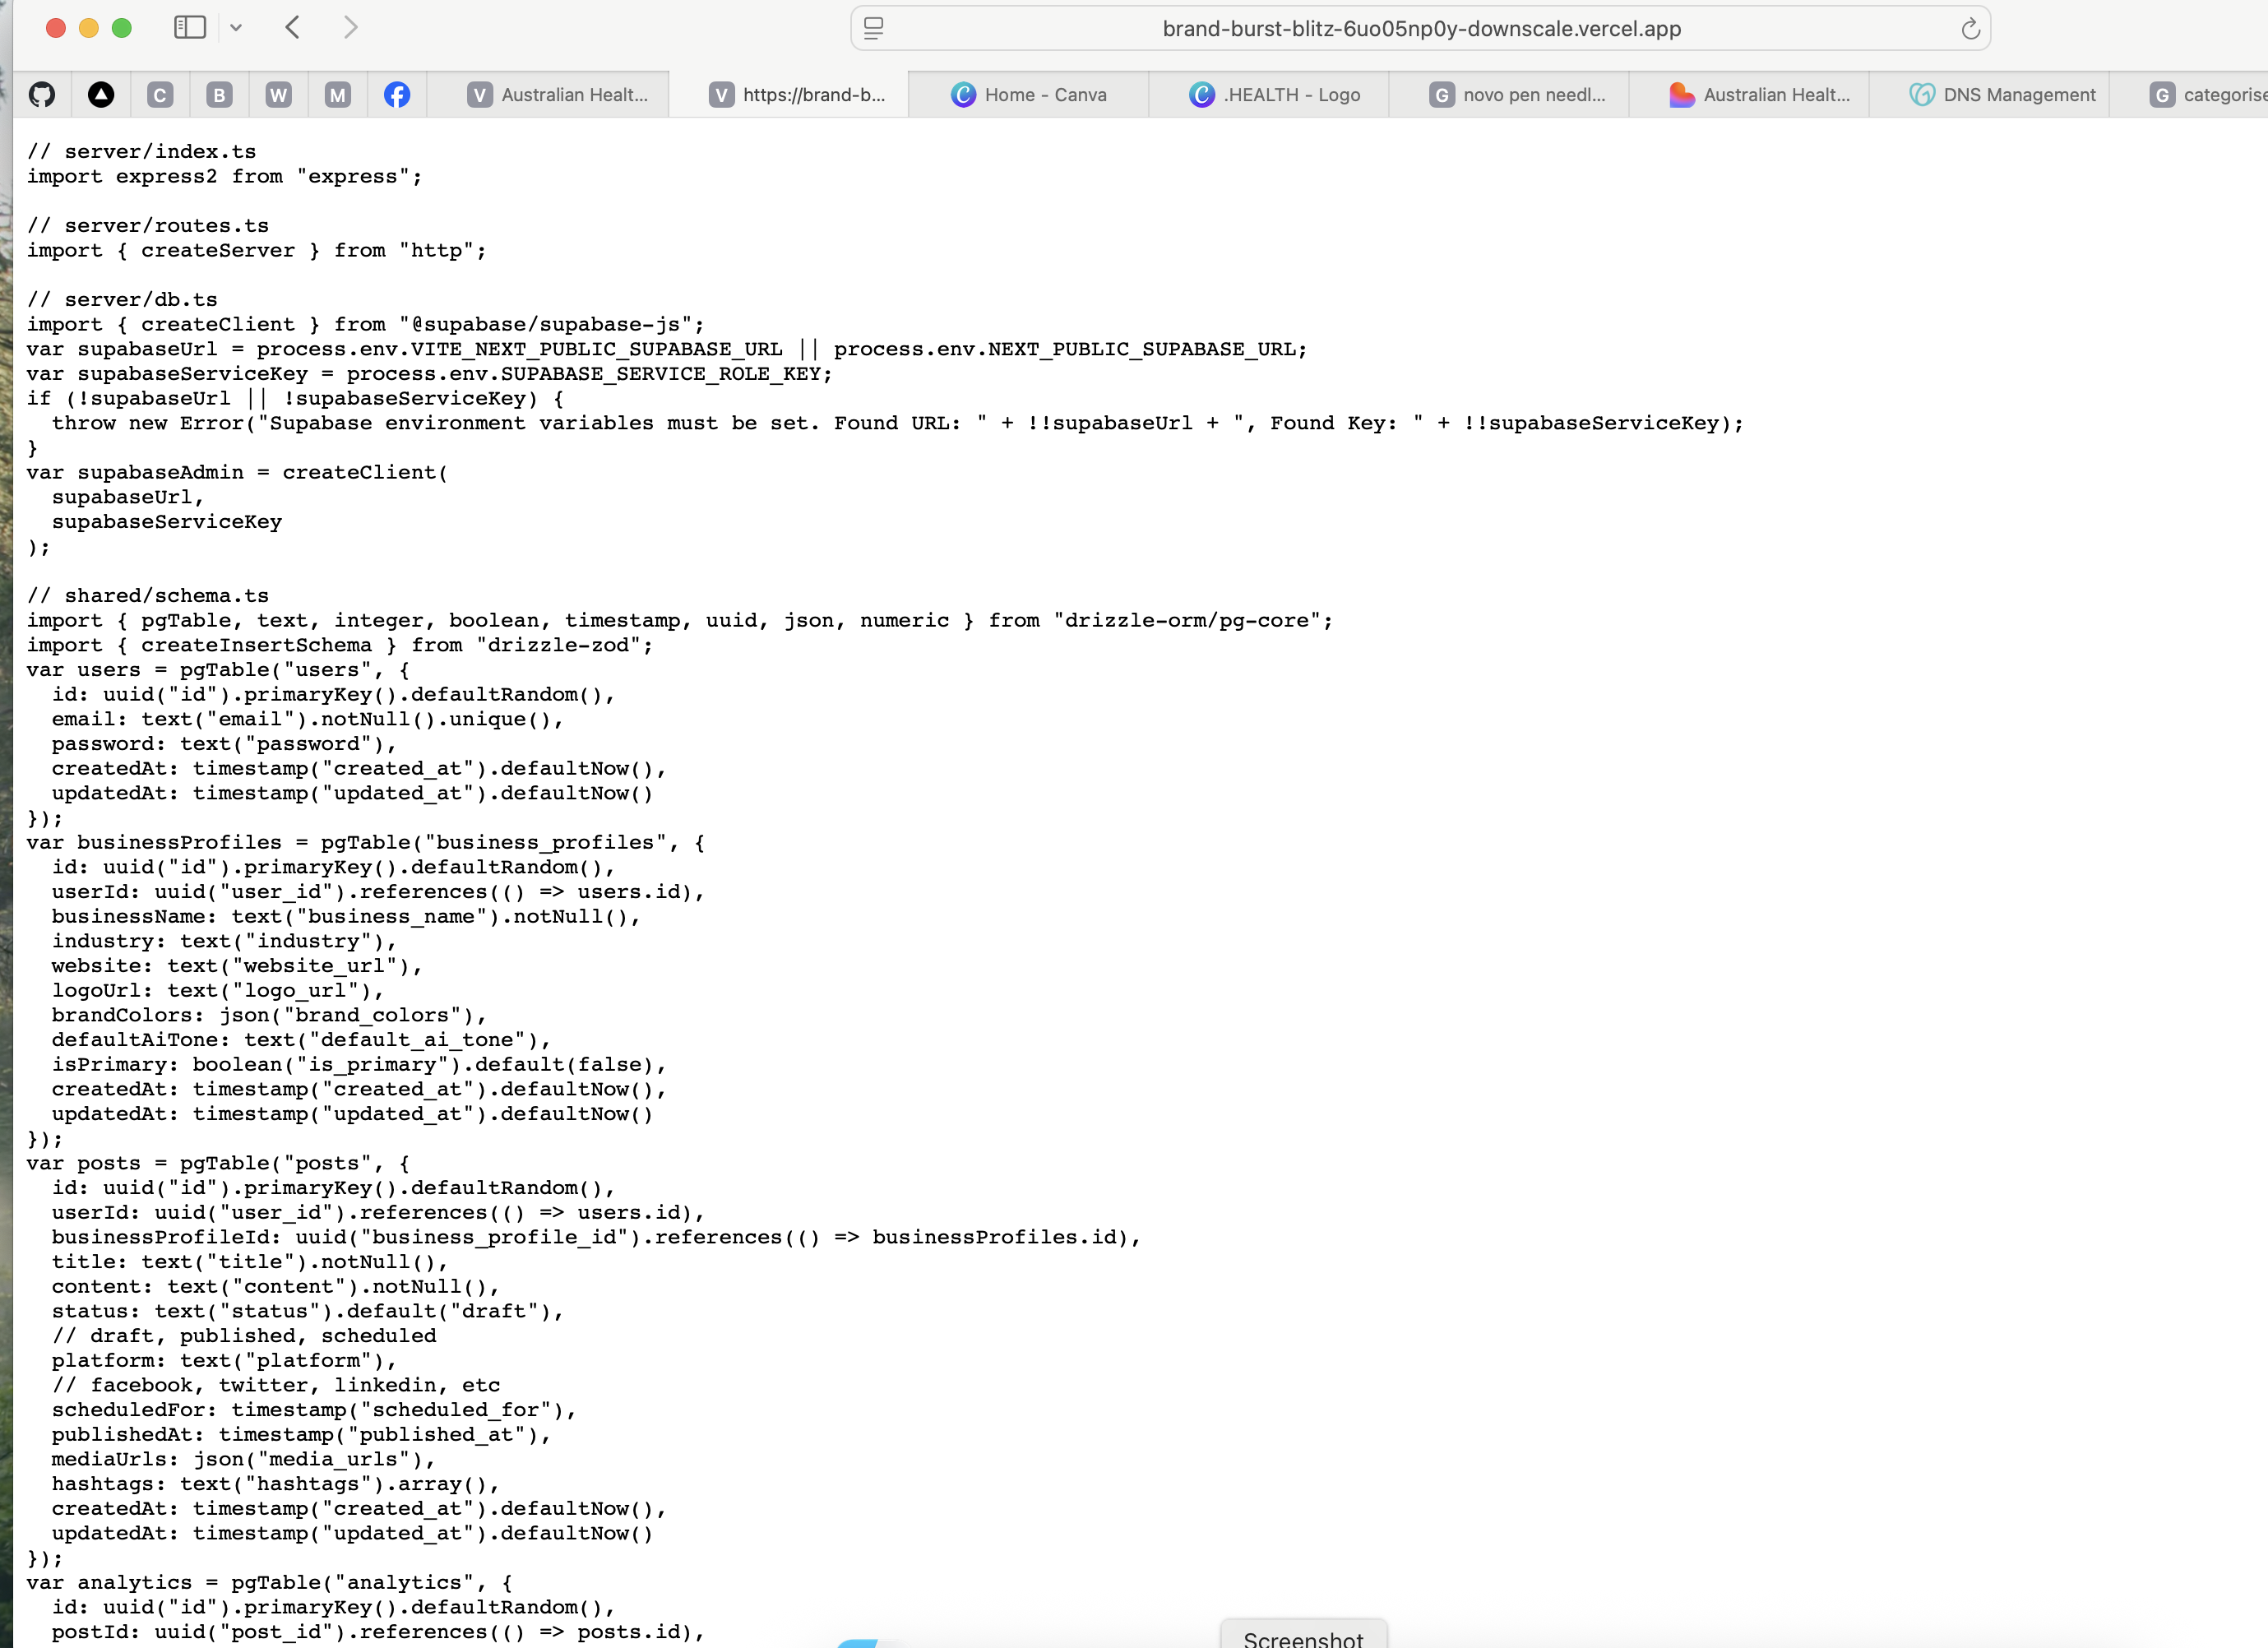 brand-burst-blitz-6uo05np0y-downscale.vercel.app
C B W M V Australian Healt... V https://brand-b... Home - Canva .HEALTH - Logo G novo pen needl... Australian Healt... DNS Management G categorise
// server/index.ts
import express2 from "express";
// server/routes.ts
import { createServer } from "http";
// server/db.ts
import { createClient } from "@supabase/supabase-js";
var supabaseUrl = process.env.VITE_NEXT_PUBLIC_SUPABASE_URL || process.env.NEXT_PUBLIC_SUPABASE_URL;
var supabaseServiceKey = process.env.SUPABASE_SERVICE_ROLE_KEY;
if (!supabaseUrl || !supabaseServiceKey) {
  throw new Error("Supabase environment variables must be set. Found URL: " + !!supabaseUrl + ", Found Key: " + !!supabaseServiceKey);
}
var supabaseAdmin = createClient(
  supabaseUrl,
  supabaseServiceKey
);
// shared/schema.ts
import { pgTable, text, integer, boolean, timestamp, uuid, json, numeric } from "drizzle-orm/pg-core";
import { createInsertSchema } from "drizzle-zod";
var users = pgTable("users", {
  id: uuid("id").primaryKey().defaultRandom(),
  email: text("email").notNull().unique(),
  password: text("password"),
  createdAt: timestamp("created_at").defaultNow(),
  updatedAt: timestamp("updated_at").defaultNow()
});
var businessProfiles = pgTable("business_profiles", {
  id: uuid("id").primaryKey().defaultRandom(),
  userId: uuid("user_id").references(() => users.id),
  businessName: text("business_name").notNull(),
  industry: text("industry"),
  website: text("website_url"),
  logoUrl: text("logo_url"),
  brandColors: json("brand_colors"),
  defaultAiTone: text("default_ai_tone"),
  isPrimary: boolean("is_primary").default(false),
  createdAt: timestamp("created_at").defaultNow(),
  updatedAt: timestamp("updated_at").defaultNow()
});
var posts = pgTable("posts", {
  id: uuid("id").primaryKey().defaultRandom(),
  userId: uuid("user_id").references(() => users.id),
  businessProfileId: uuid("business_profile_id").references(() => businessProfiles.id),
  title: text("title").notNull(),
  content: text("content").notNull(),
  status: text("status").default("draft"),
  // draft, published, scheduled
  platform: text("platform"),
  // facebook, twitter, linkedin, etc
  scheduledFor: timestamp("scheduled_for"),
  publishedAt: timestamp("published_at"),
  mediaUrls: json("media_urls"),
  hashtags: text("hashtags").array(),
  createdAt: timestamp("created_at").defaultNow(),
  updatedAt: timestamp("updated_at").defaultNow()
});
var analytics = pgTable("analytics", {
  id: uuid("id").primaryKey().defaultRandom(),
  postId: uuid("post_id").references(() => posts.id),
Screenshot